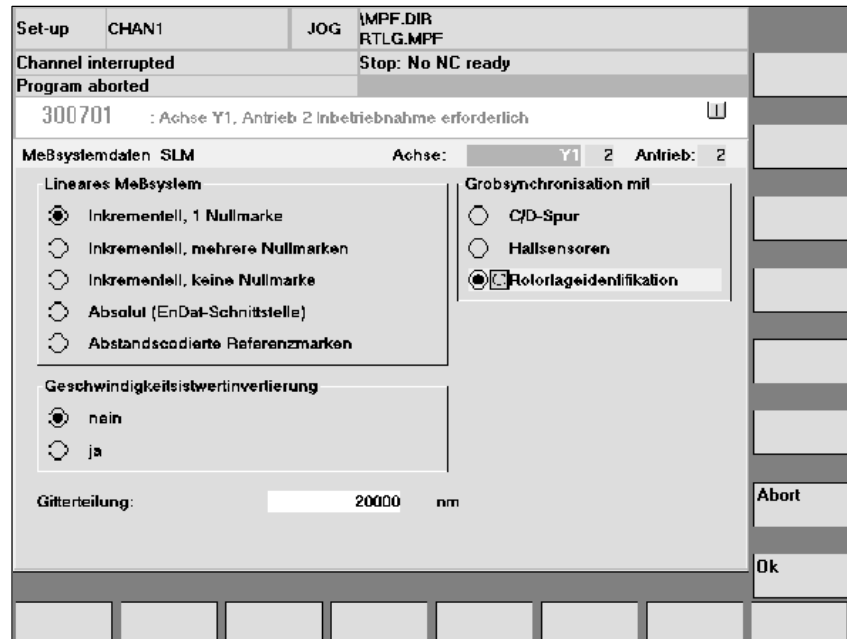 Set-up CHAN1 JOG \MPF.DIR
RTLG.MPF
Channel interrupted Stop: No NC ready
Program aborted
300701 : Achse Y1, Antrieb 2 Inbetriebnahme erforderlich
Meßsystemdaten SLM Achse: Y1 2 Antrieb: 2
Lineares Meßsystem
Inkrementell, 1 Nullmarke
Inkrementell, mehrere Nullmarken
Inkrementell, keine Nullmarke
Absolut (EnDat-Schnittstelle)
Abstandscodierte Referenzmarken
Grobsynchronisation mit
C/D-Spur
Hallsensoren
Rotorlageidentifikation
Geschwindigkeitsistwertinvertierung
nein
ja
Gitterteilung: 20000 nm
Abort
Ok